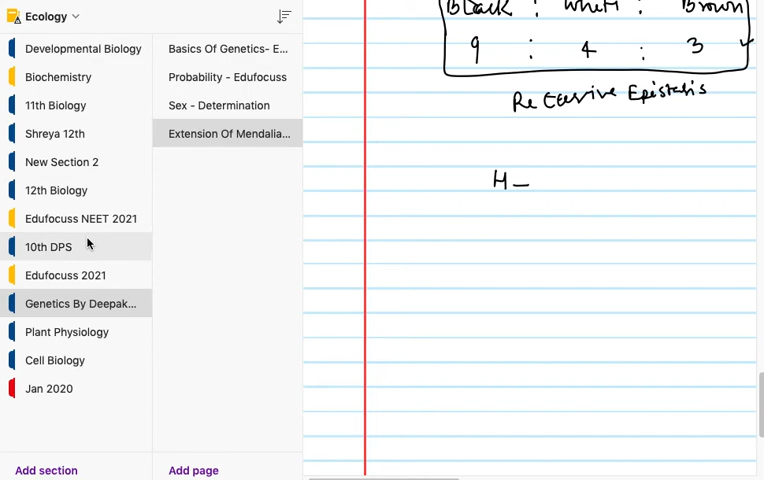 Ecology
Developmental Biology
Biochemistry
11th Biology
Shreya 12th
New Section 2
12th Biology
Edufocuss NEET 2021
10th DPS
Edufocuss 2021
Genetics By Deepak...
Plant Physiology
Cell Biology
Jan 2020
Add section
Basics Of Genetics- E...
Probability - Edufocuss
Sex - Determination
Extension Of Mendalia...
Add page
Black : White : Brown
9 : 4 : 3
Recessive Epistasis
H _